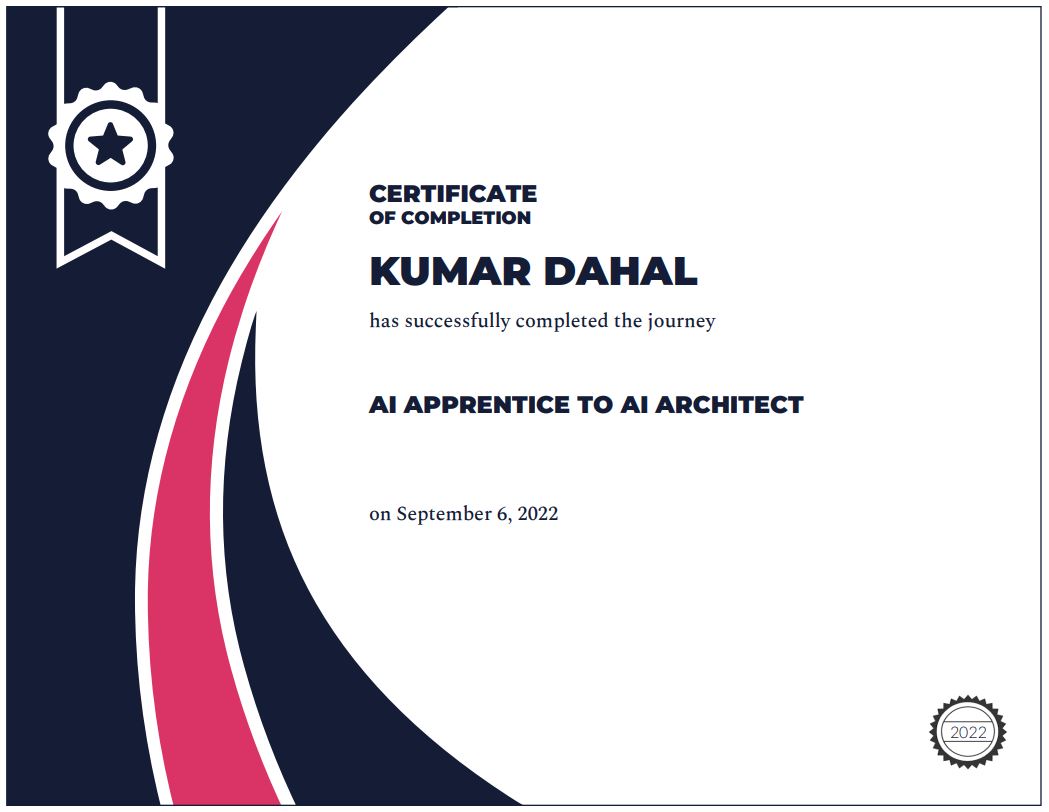 CERTIFICATE
OF COMPLETION
KUMAR DAHAL
has successfully completed the journey
AI APPRENTICE TO AI ARCHITECT
on September 6, 2022
2022